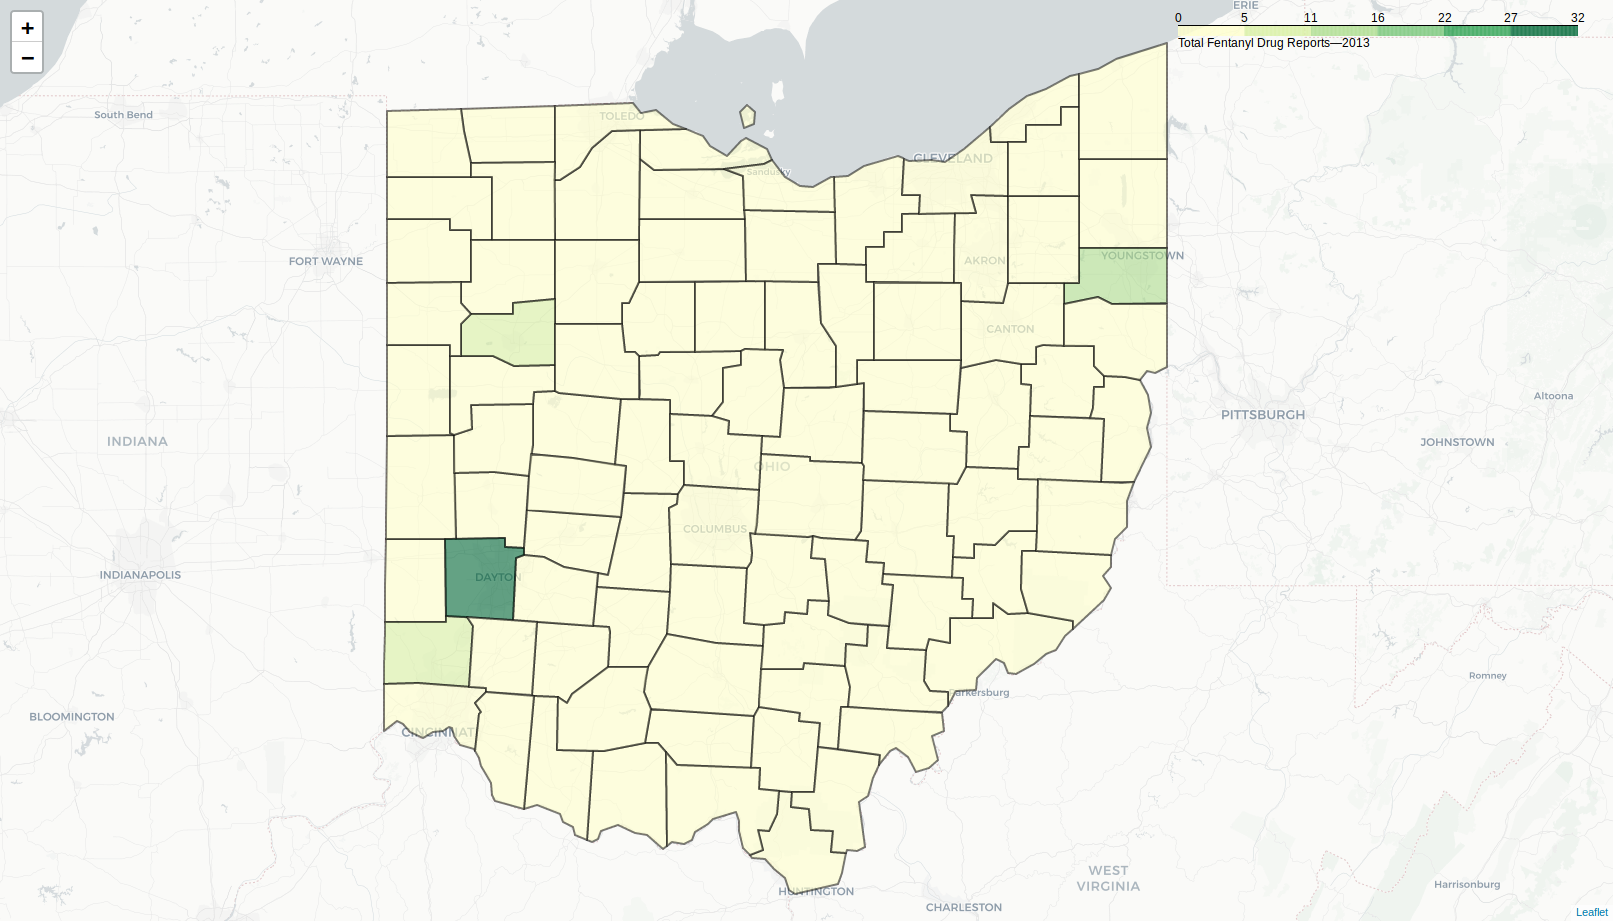 +
−
ERIE
0 5 11 16 22 27 32
Total Fentanyl Drug Reports—2013
South Bend
TOLEDO
CLEVELAND
Sandusky
FORT WAYNE
YOUNGSTOWN
AKRON
CANTON
Altoona
PITTSBURGH
INDIANA
JOHNSTOWN
OHIO
COLUMBUS
INDIANAPOLIS
DAYTON
Romney
arkersburg
BLOOMINGTON
CINCINNAT
WEST
VIRGINIA
Harrisonburg
HUNTINGTON
CHARLESTON
Leaflet